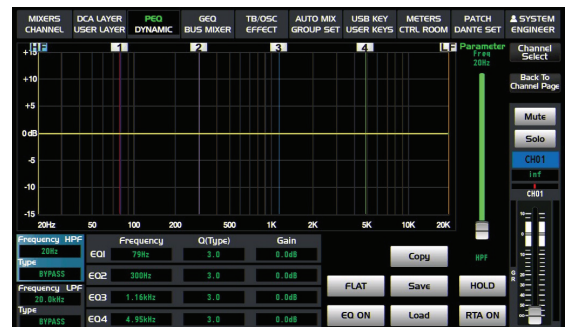 MIXERS DCA LAYER PEQ GEQ TB/OSC AUTO MIX USB KEY METERS PATCH SYSTEM
CHANNEL USER LAYER DYNAMIC BUS MIXER EFFECT GROUP SET USER KEYS CTRL ROOM DANTE SET ENGINEER
HF 1 2 3 4 LF Parameter
Freq
20Hz
Channel
Select
Back To
Channel Page
Mute
Solo
CH01
inf
CH01
+15
+10
+5
0dB
-5
-10
-15
20Hz 50 100 200 500 1K 2K 5K 10K 20K
Frequency HPF
20Hz
Type
BYPASS
Frequency LPF
20.0kHz
Type
BYPASS
Frequency Q(Type) Gain
EQ1 79Hz 3.0 0.0dB
EQ2 300Hz 3.0 0.0dB
EQ3 1.16kHz 3.0 0.0dB
EQ4 4.95kHz 3.0 0.0dB
Copy
HPF
FLAT Save HOLD
EQ ON Load RTA ON